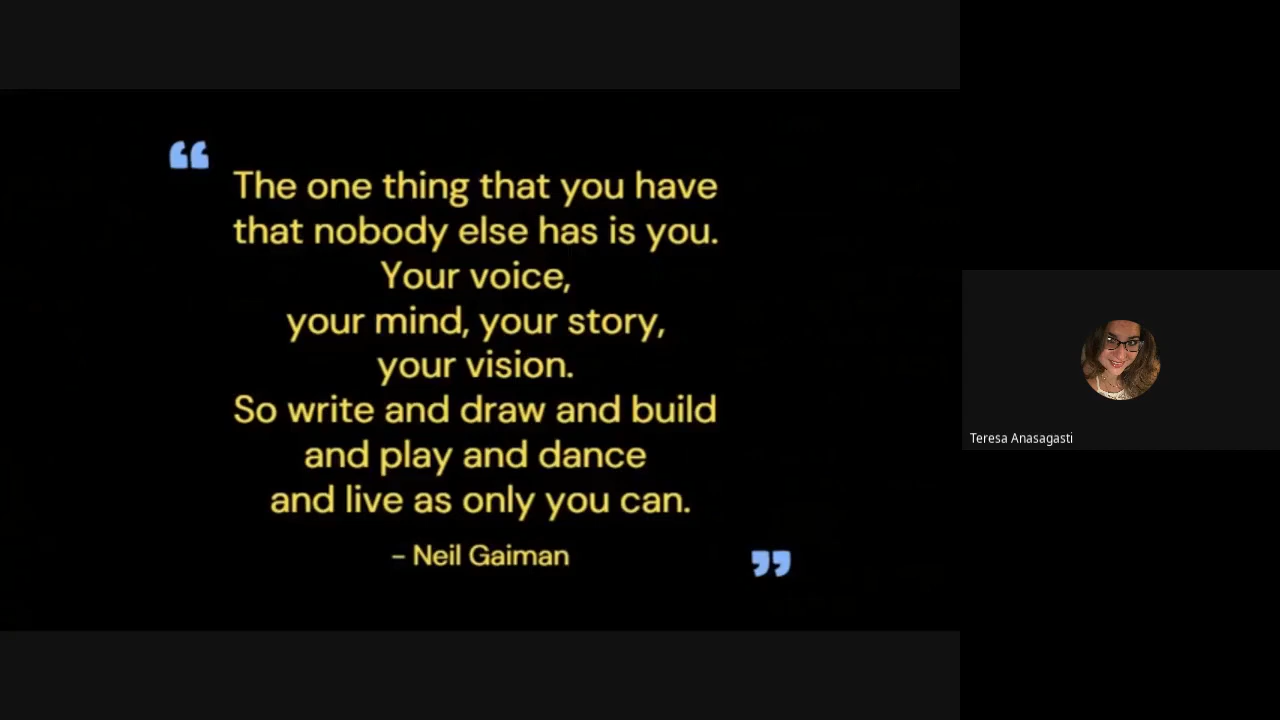 “
The one thing that you have
that nobody else has is you.
Your voice,
your mind, your story,
your vision.
So write and draw and build
and play and dance
and live as only you can.
– Neil Gaiman
”
Teresa Anasagasti